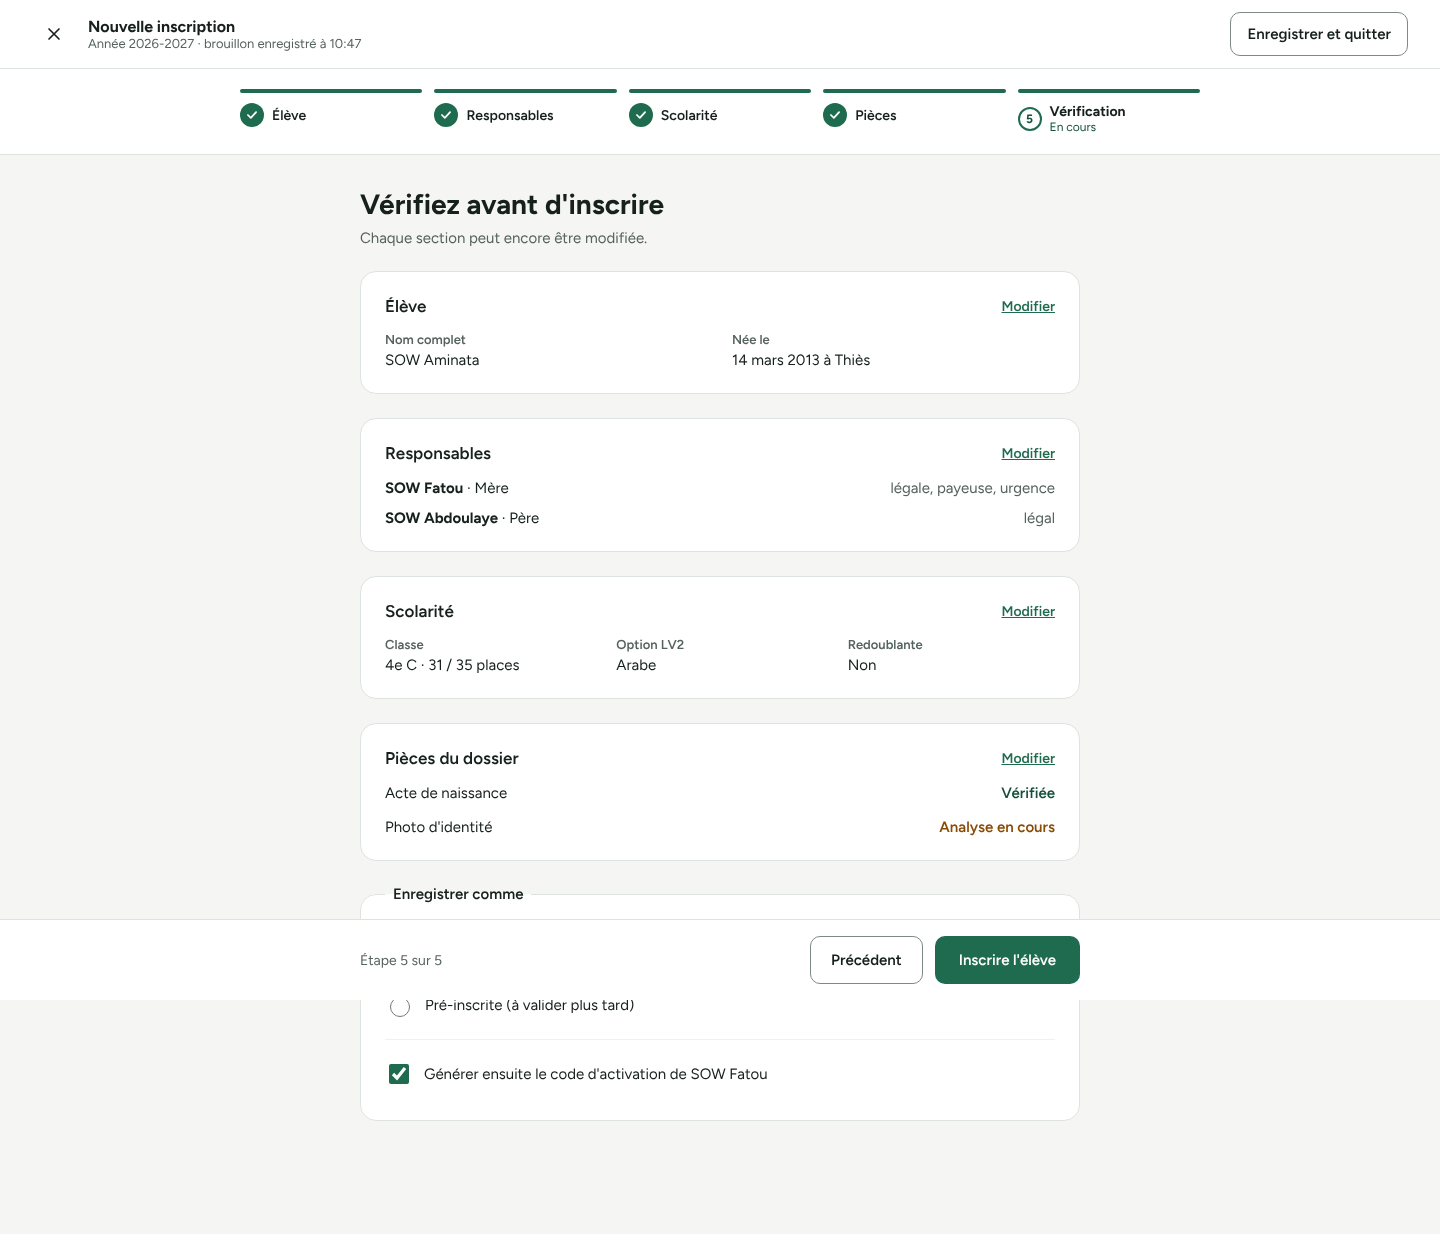 Nouvelle inscription
Année 2026-2027 · brouillon enregistré à 10:47
Enregistrer et quitter
Élève
Responsables
Scolarité
Pièces
5
Vérification
En cours
Vérifiez avant d'inscrire
Chaque section peut encore être modifiée.
Élève
Modifier
Nom complet
Née le
SOW Aminata
14 mars 2013 à Thiès
Responsables
Modifier
SOW Fatou · Mère
légale, payeuse, urgence
SOW Abdoulaye · Père
légal
Scolarité
Modifier
Classe
Option LV2
Redoublante
4e C · 31 / 35 places
Arabe
Non
Pièces du dossier
Modifier
Acte de naissance
Vérifiée
Photo d'identité
Analyse en cours
Enregistrer comme
Étape 5 sur 5
Précédent
Inscrire l'élève
Pré-inscrite (à valider plus tard)
Générer ensuite le code d'activation de SOW Fatou